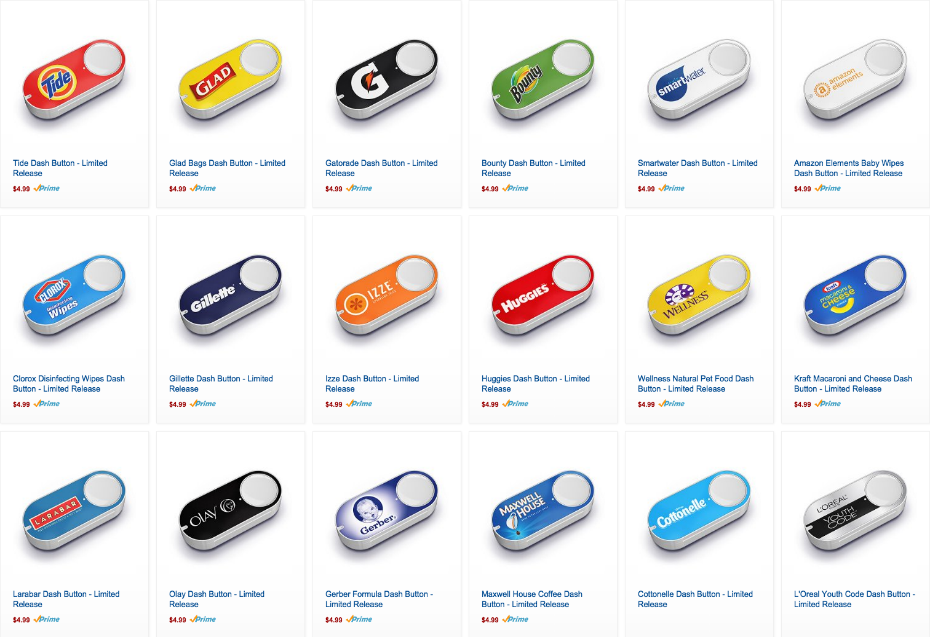 Tide
GLAD
G
Bounty
smartwater
a amazon
elements
Tide Dash Button - Limited
Release
$4.99 Prime
Glad Bags Dash Button - Limited
Release
$4.99 Prime
Gatorade Dash Button - Limited
Release
$4.99 Prime
Bounty Dash Button - Limited
Release
$4.99 Prime
Smartwater Dash Button - Limited
Release
$4.99 Prime
Amazon Elements Baby Wipes
Dash Button - Limited Release
$4.99 Prime
CLOROX
Wipes
Gillette
IZZE
HUGGIES
WELLNESS
Kraft
macaroni &
CHEESE
Clorox Disinfecting Wipes Dash
Button - Limited Release
$4.99 Prime
Gillette Dash Button - Limited
Release
$4.99 Prime
Izze Dash Button - Limited
Release
$4.99 Prime
Huggies Dash Button - Limited
Release
$4.99 Prime
Wellness Natural Pet Food Dash
Button - Limited Release
$4.99 Prime
Kraft Macaroni and Cheese Dash
Button - Limited Release
$4.99 Prime
LÄRABAR
OLAY
Gerber
MAXWELL
HOUSE
Cottonelle
L'ORÉAL
YOUTH
CODE
Larabar Dash Button - Limited
Release
$4.99 Prime
Olay Dash Button - Limited
Release
$4.99 Prime
Gerber Formula Dash Button -
Limited Release
$4.99 Prime
Maxwell House Coffee Dash
Button - Limited Release
$4.99 Prime
Cottonelle Dash Button - Limited
Release
L'Oreal Youth Code Dash Button -
Limited Release